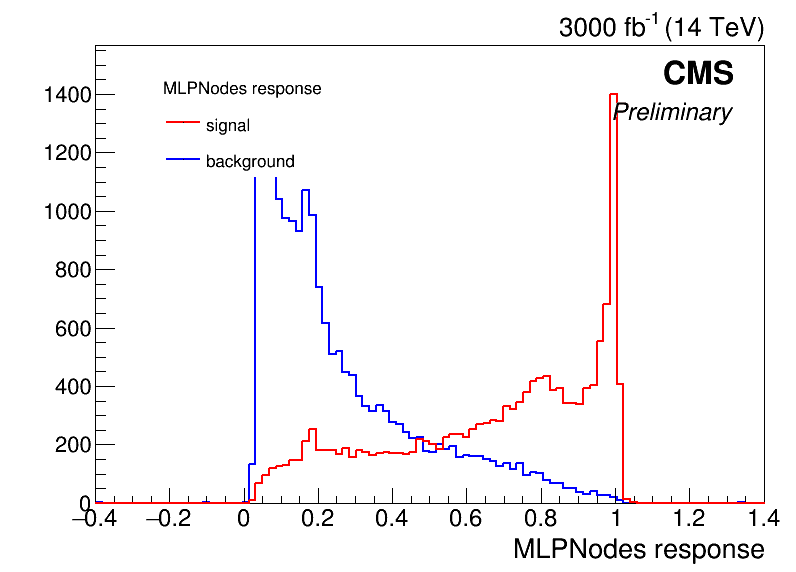 3000 fb-1 (14 TeV)
CMS
Preliminary
MLPNodes response
signal
background
1400
1200
1000
800
600
400
200
0
−0.4 −0.2 0 0.2 0.4 0.6 0.8 1 1.2 1.4
MLPNodes response